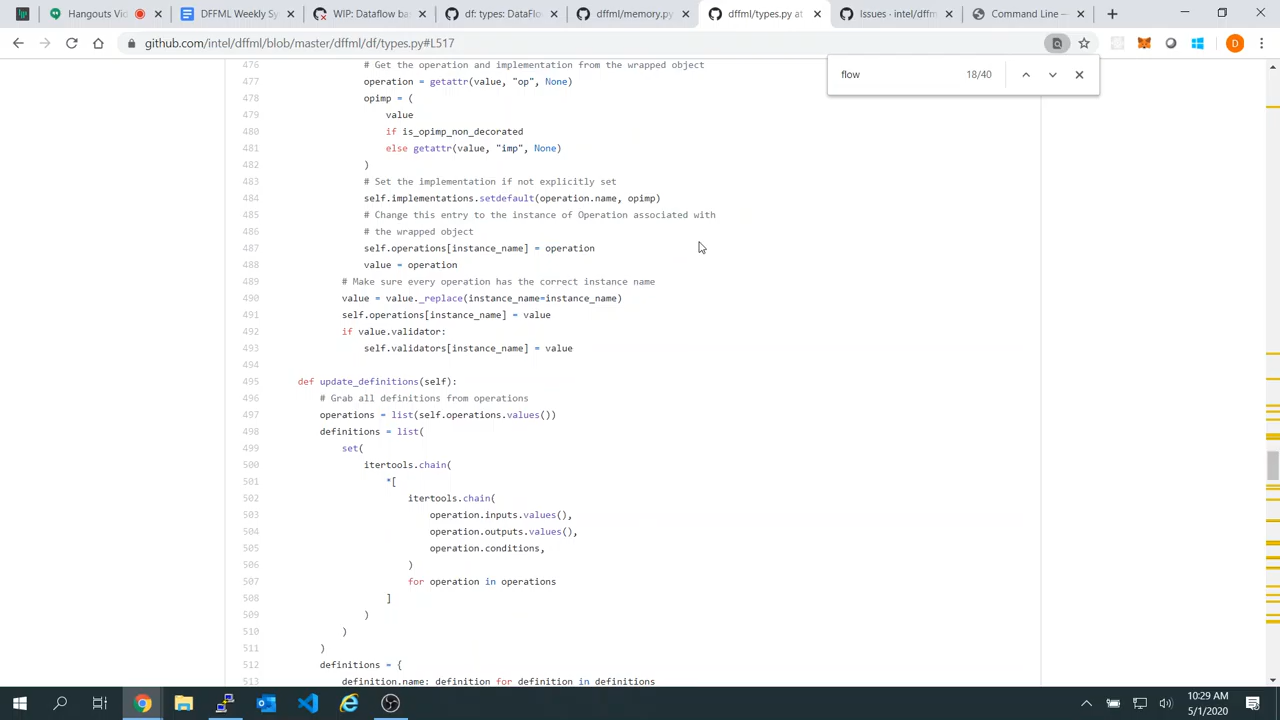 Hangouts Vid
DFFML Weekly Sy
WIP: Dataflow ba
df: types: DataFlo
dffml/memory.py
dffml/types.py at
Issues · intel/dffm
Command Line —
github.com/intel/dffml/blob/master/dffml/df/types.py#L517
D
flow
18/40
476 # Get the operation and implementation from the wrapped object
477 operation = getattr(value, "op", None)
478 opimp = (
479 value
480 if is_opimp_non_decorated
481 else getattr(value, "imp", None)
482 )
483 # Set the implementation if not explicitly set
484 self.implementations.setdefault(operation.name, opimp)
485 # Change this entry to the instance of Operation associated with
486 # the wrapped object
487 self.operations[instance_name] = operation
488 value = operation
489 # Make sure every operation has the correct instance name
490 value = value._replace(instance_name=instance_name)
491 self.operations[instance_name] = value
492 if value.validator:
493 self.validators[instance_name] = value
494
495 def update_definitions(self):
496 # Grab all definitions from operations
497 operations = list(self.operations.values())
498 definitions = list(
499 set(
500 itertools.chain(
501 *[
502 itertools.chain(
503 operation.inputs.values(),
504 operation.outputs.values(),
505 operation.conditions,
506 )
507 for operation in operations
508 ]
509 )
510 )
511 )
512 definitions = {
513 definition.name: definition for definition in definitions
10:29 AM
5/1/2020